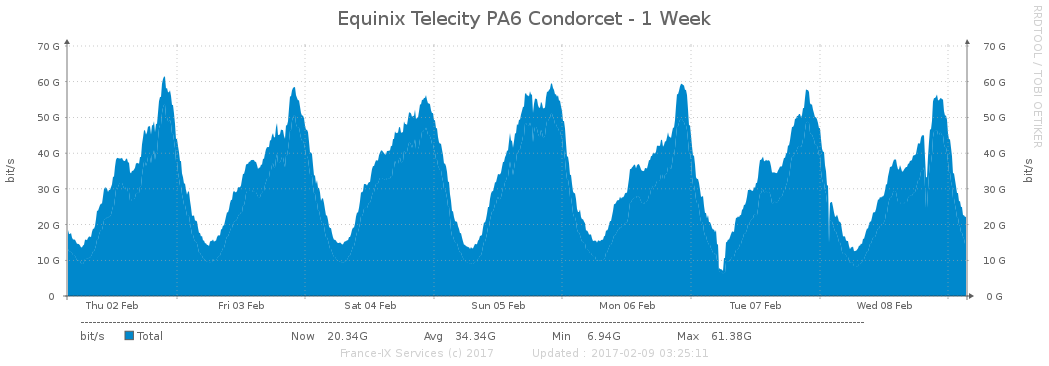 Equinix Telecity PA6 Condorcet - 1 Week
RRDTOOL / TOBI OETIKER
bit/s
70 G 70 G
60 G 60 G
50 G 50 G
40 G 40 G
30 G 30 G
20 G 20 G
10 G 10 G
0 0 G
bit/s
Thu 02 Feb Fri 03 Feb Sat 04 Feb Sun 05 Feb Mon 06 Feb Tue 07 Feb Wed 08 Feb
bit/s Total Now 20.34G Avg 34.34G Min 6.94G Max 61.38G
France-IX Services (c) 2017 Updated : 2017-02-09 03:25:11